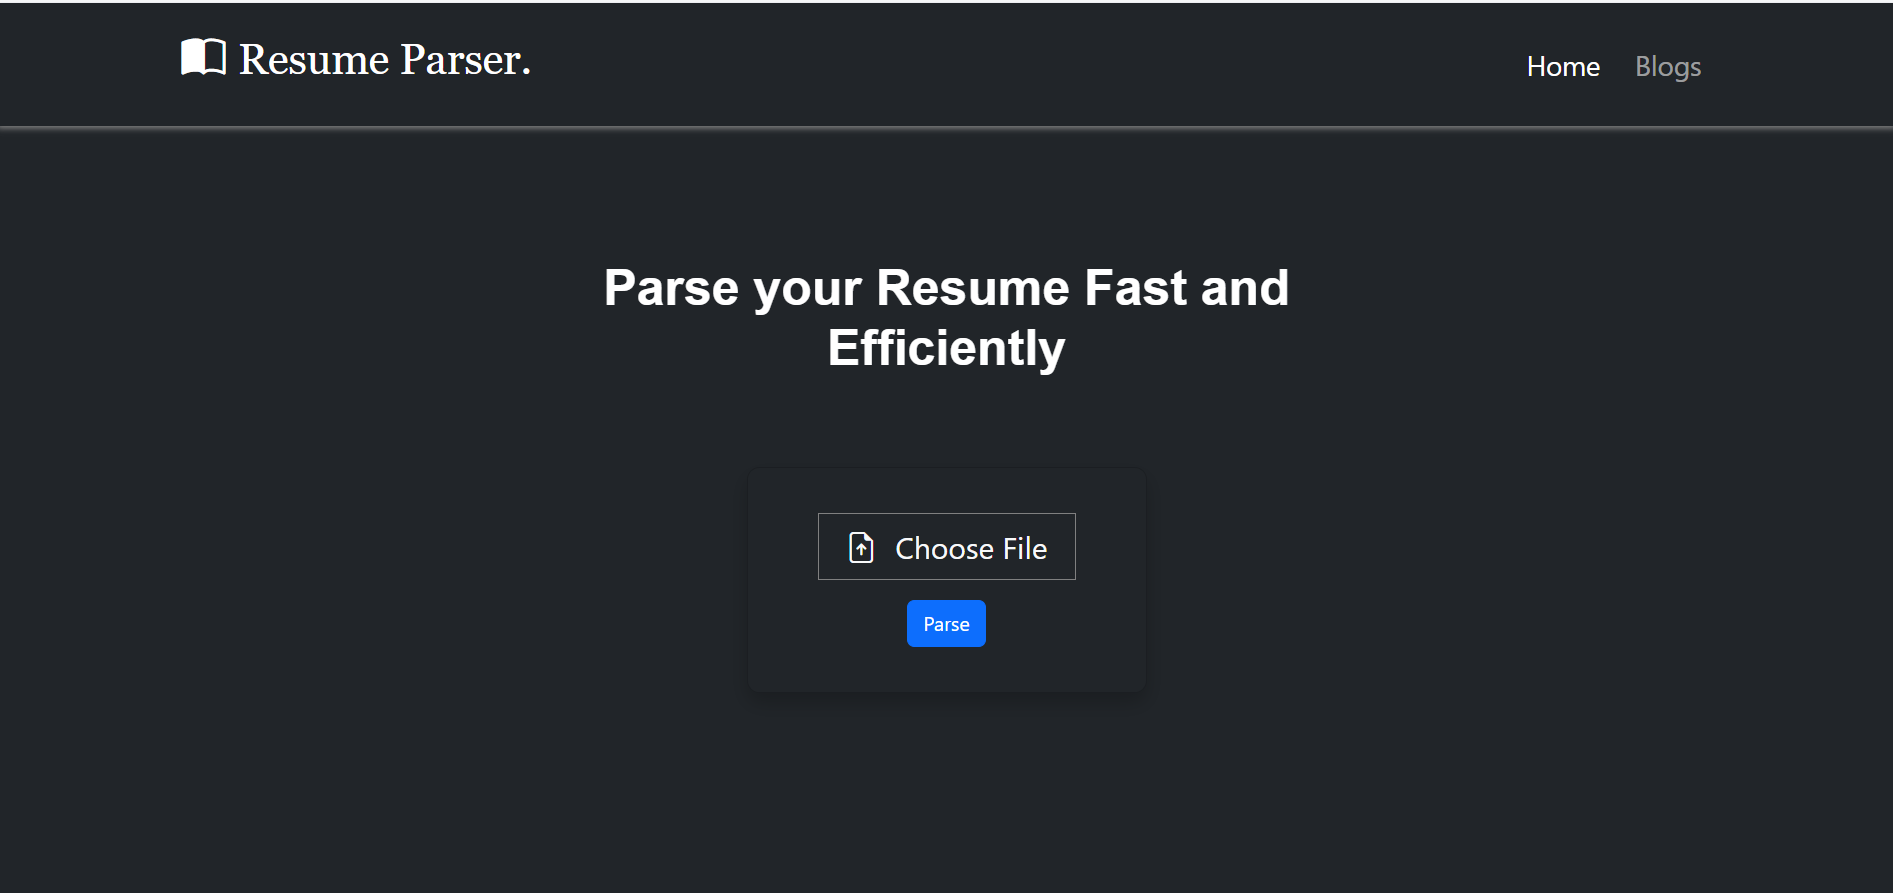 Resume Parser.
Home
Blogs
Parse your Resume Fast and
Efficiently
Choose File
Parse